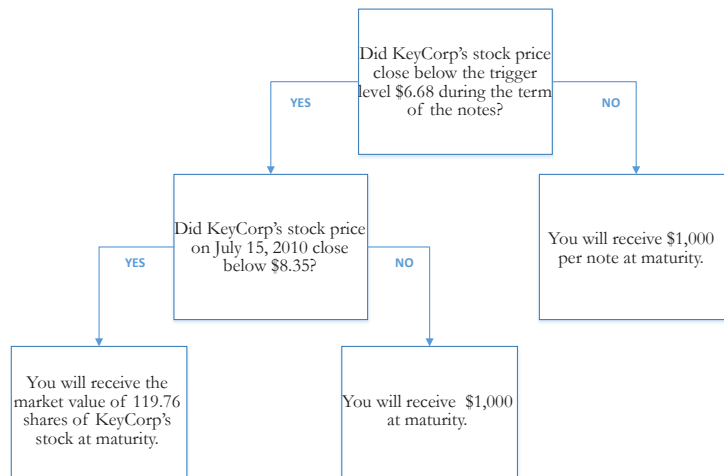 Did KeyCorp's stock price
close below the trigger
level $6.68 during the term
of the notes?
YES
NO
Did KeyCorp's stock price
on July 15, 2010 close
below $8.35?
You will receive $1,000
per note at maturity.
YES
NO
You will receive the
market value of 119.76
shares of KeyCorp's
stock at maturity.
You will receive $1,000
at maturity.